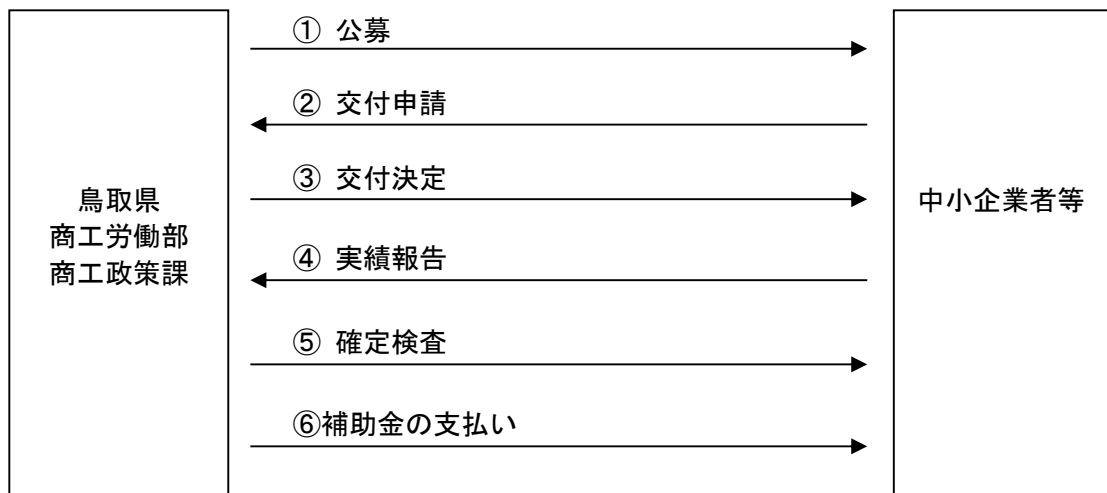 ① 公募
② 交付申請
③ 交付決定
鳥取県
商工労働部
商工政策課
中小企業者等
④ 実績報告
⑤ 確定検査
⑥補助金の支払い